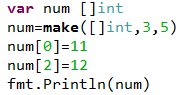 var num []int
num=make([]int,3,5)
num[0]=11
num[2]=12
fmt.Println(num)